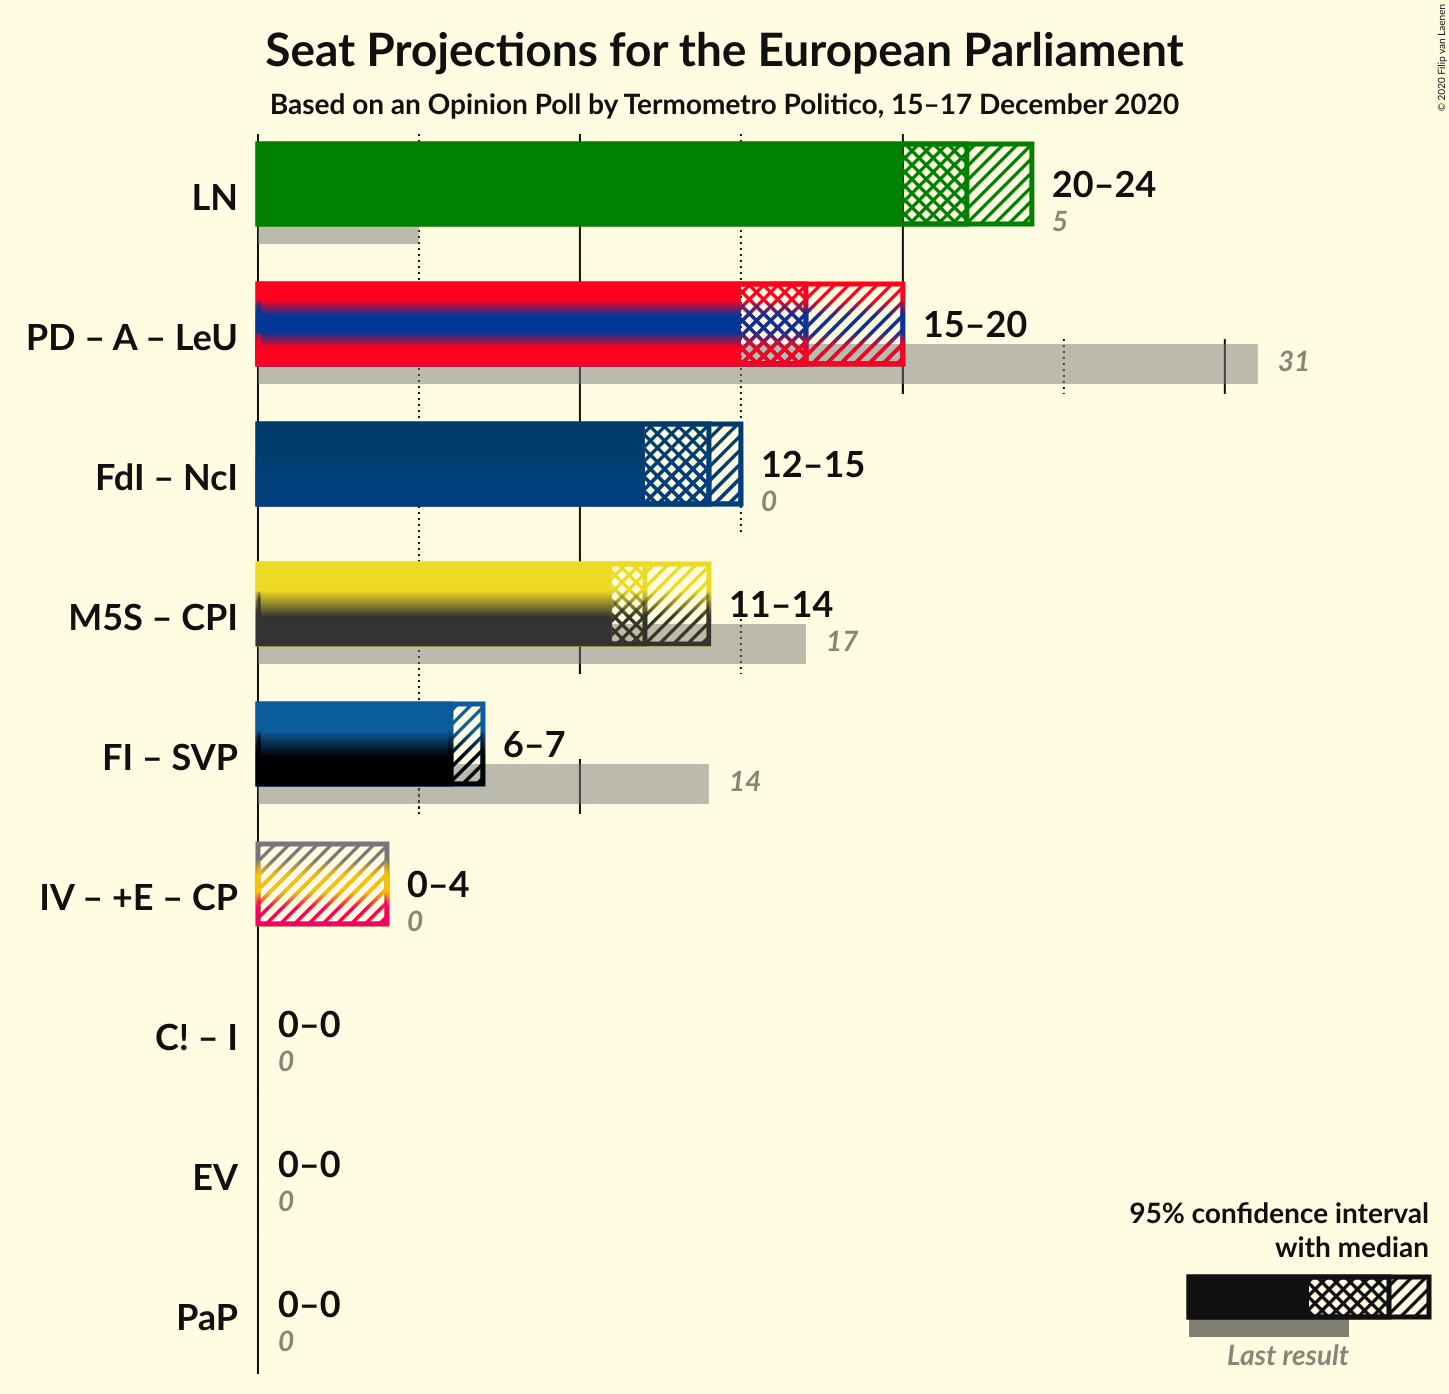 Seat Projections for the European Parliament
Based on an Opinion Poll by Termometro Politico, 15–17 December 2020
© 2020 Filip van Laenen
LN
20–24
5
PD – A – LeU
15–20
31
FdI – NcI
12–15
0
M5S – CPI
11–14
17
FI – SVP
6–7
14
IV – +E – CP
0–4
0
C! – I
0–0
0
EV
0–0
0
PaP
0–0
0
95% confidence interval
with median
Last result